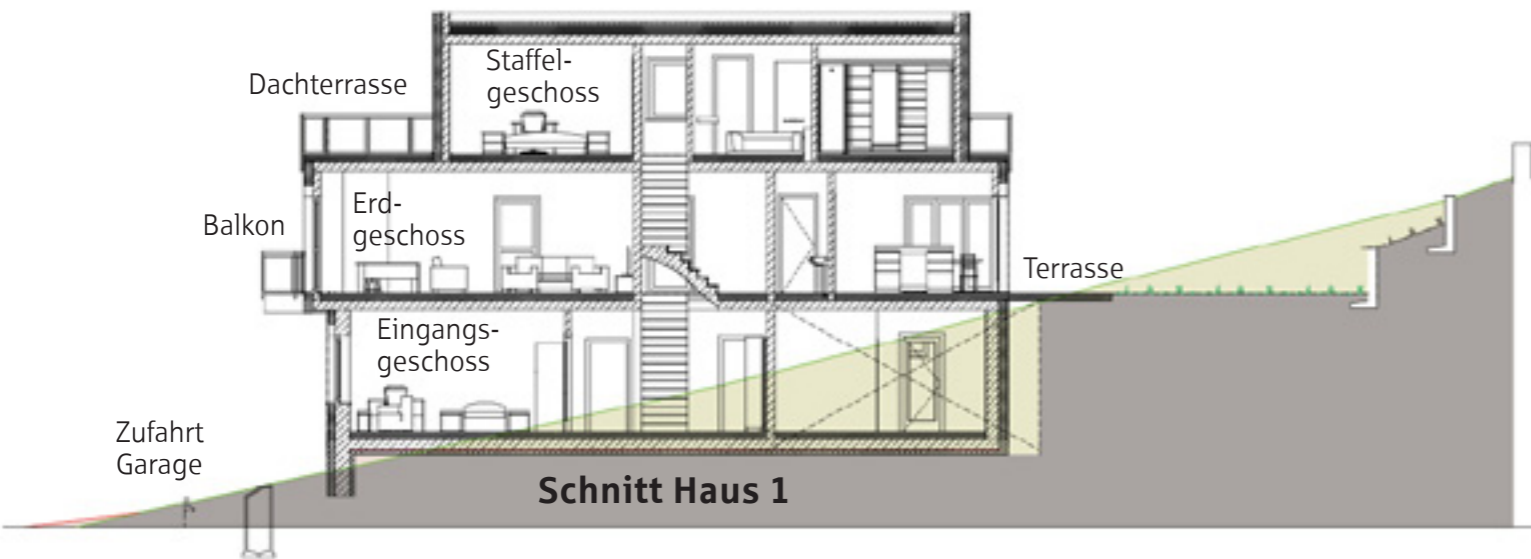 Dachterrasse
Staffel-
geschoss
Balkon
Erd-
geschoss
Terrasse
Eingangs-
geschoss
Zufahrt
Garage
Schnitt Haus 1